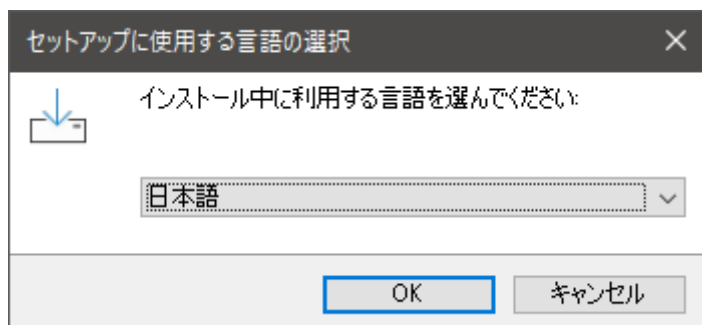 セットアップに使用する言語の選択
インストール中に利用する言語を選んでください:
日本語
OK
キャンセル